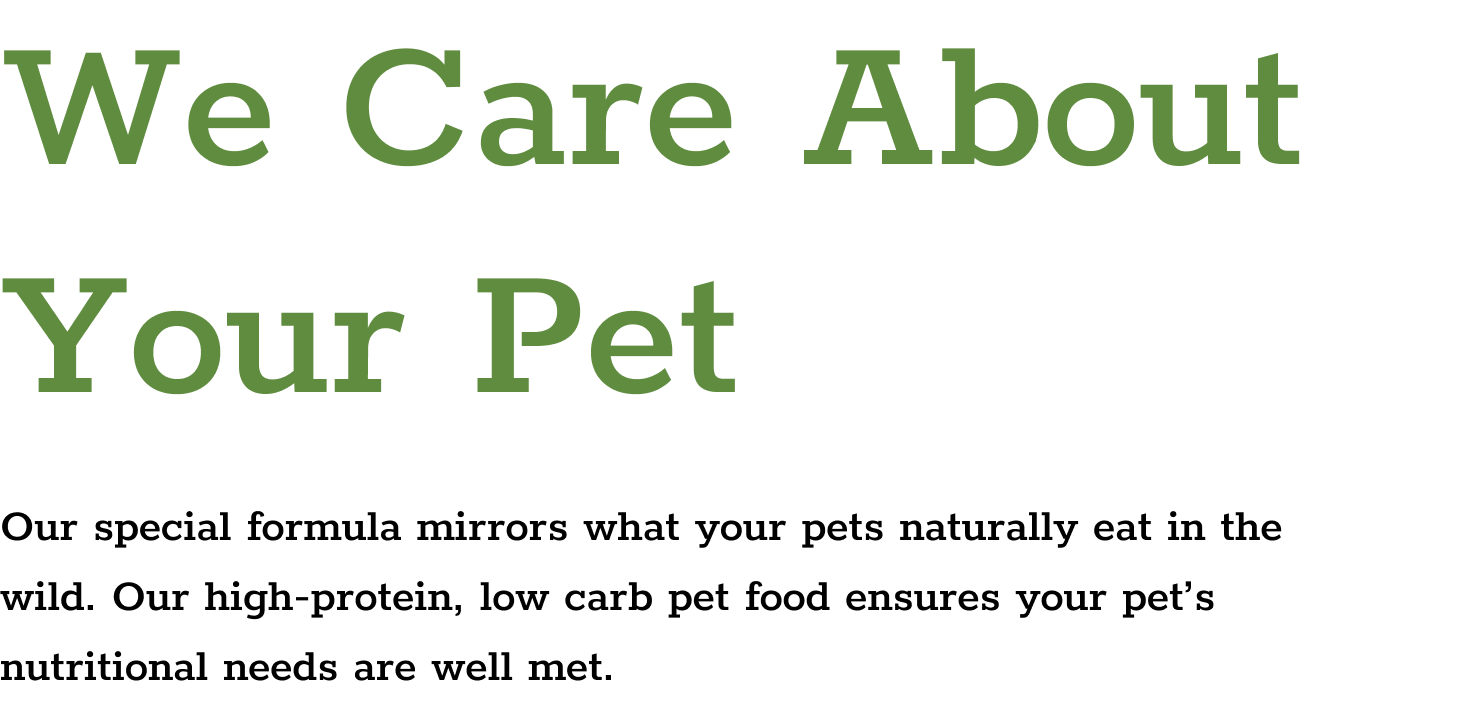 We Care About
Your Pet
Our special formula mirrors what your pets naturally eat in the
wild. Our high-protein, low carb pet food ensures your pet’s
nutritional needs are well met.